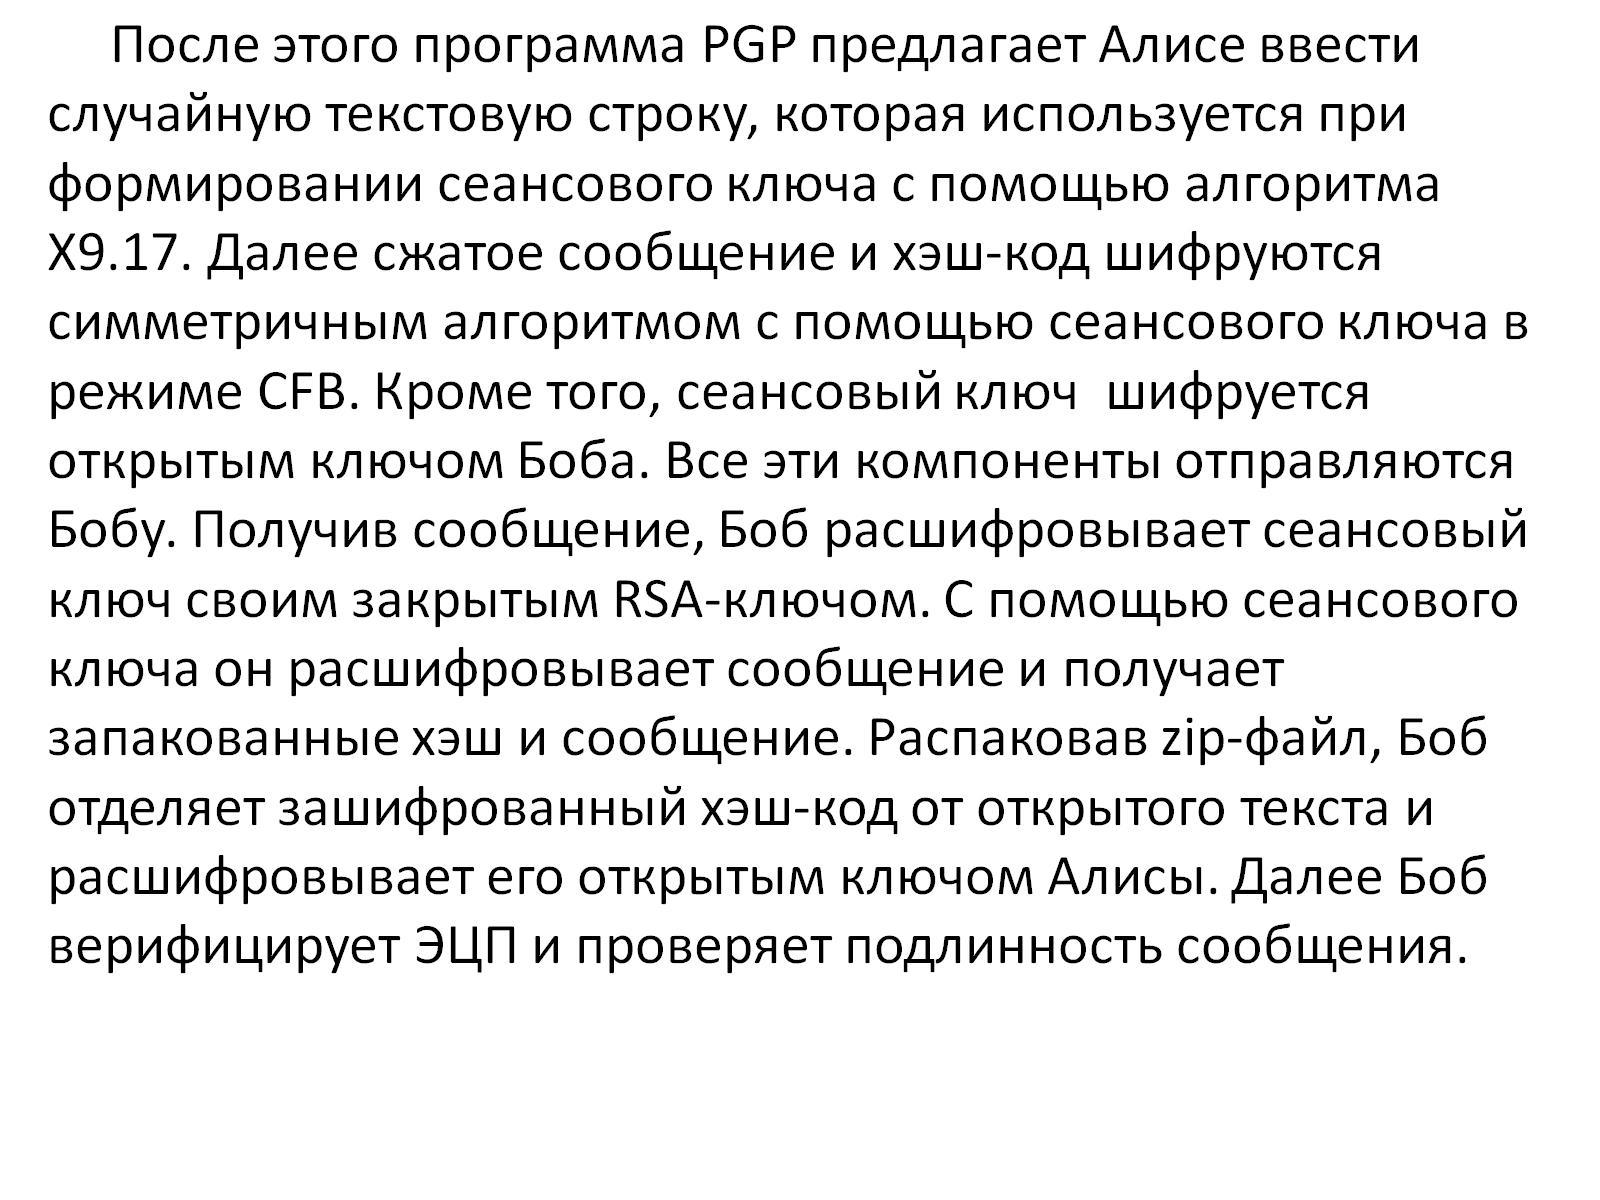 После этого программа PGP предлагает Алисе ввести
случайную текстовую строку, которая используется при
формировании сеансового ключа с помощью алгоритма
Х9.17. Далее сжатое сообщение и хэш-код шифруются
симметричным алгоритмом с помощью сеансового ключа в
режиме CFB. Кроме того, сеансовый ключ  шифруется
открытым ключом Боба. Все эти компоненты отправляются
Бобу. Получив сообщение, Боб расшифровывает сеансовый
ключ своим закрытым RSA-ключом. С помощью сеансового
ключа он расшифровывает сообщение и получает
запакованные хэш и сообщение. Распаковав zip-файл, Боб
отделяет зашифрованный хэш-код от открытого текста и
расшифровывает его открытым ключом Алисы. Далее Боб
верифицирует ЭЦП и проверяет подлинность сообщения.